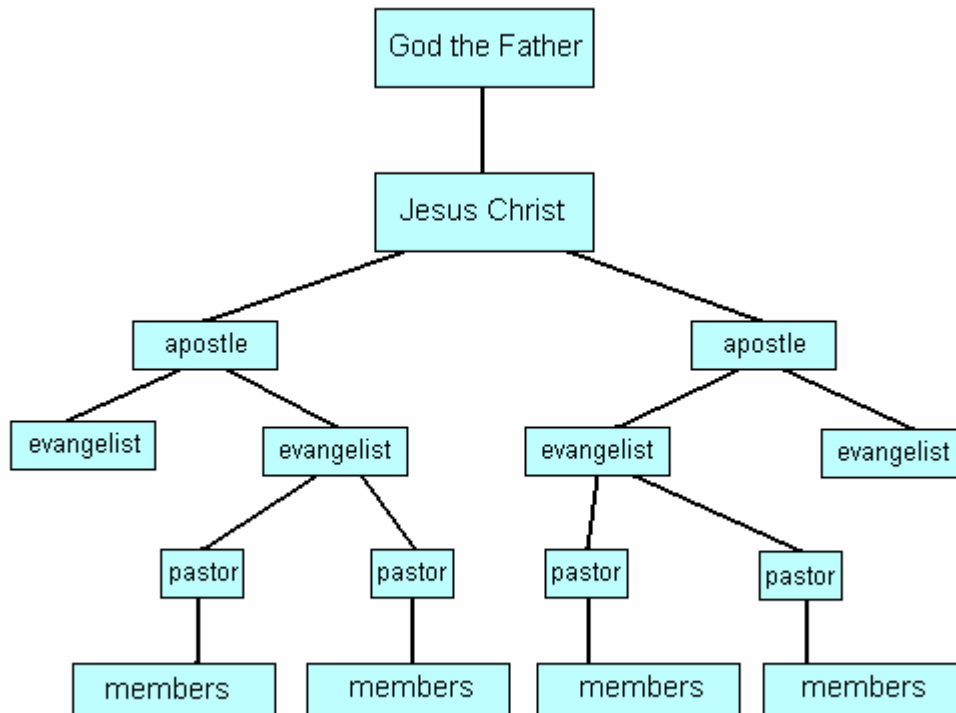 God the Father
Jesus Christ
apostle
apostle
evangelist
evangelist
evangelist
evangelist
pastor
pastor
pastor
pastor
members
members
members
members